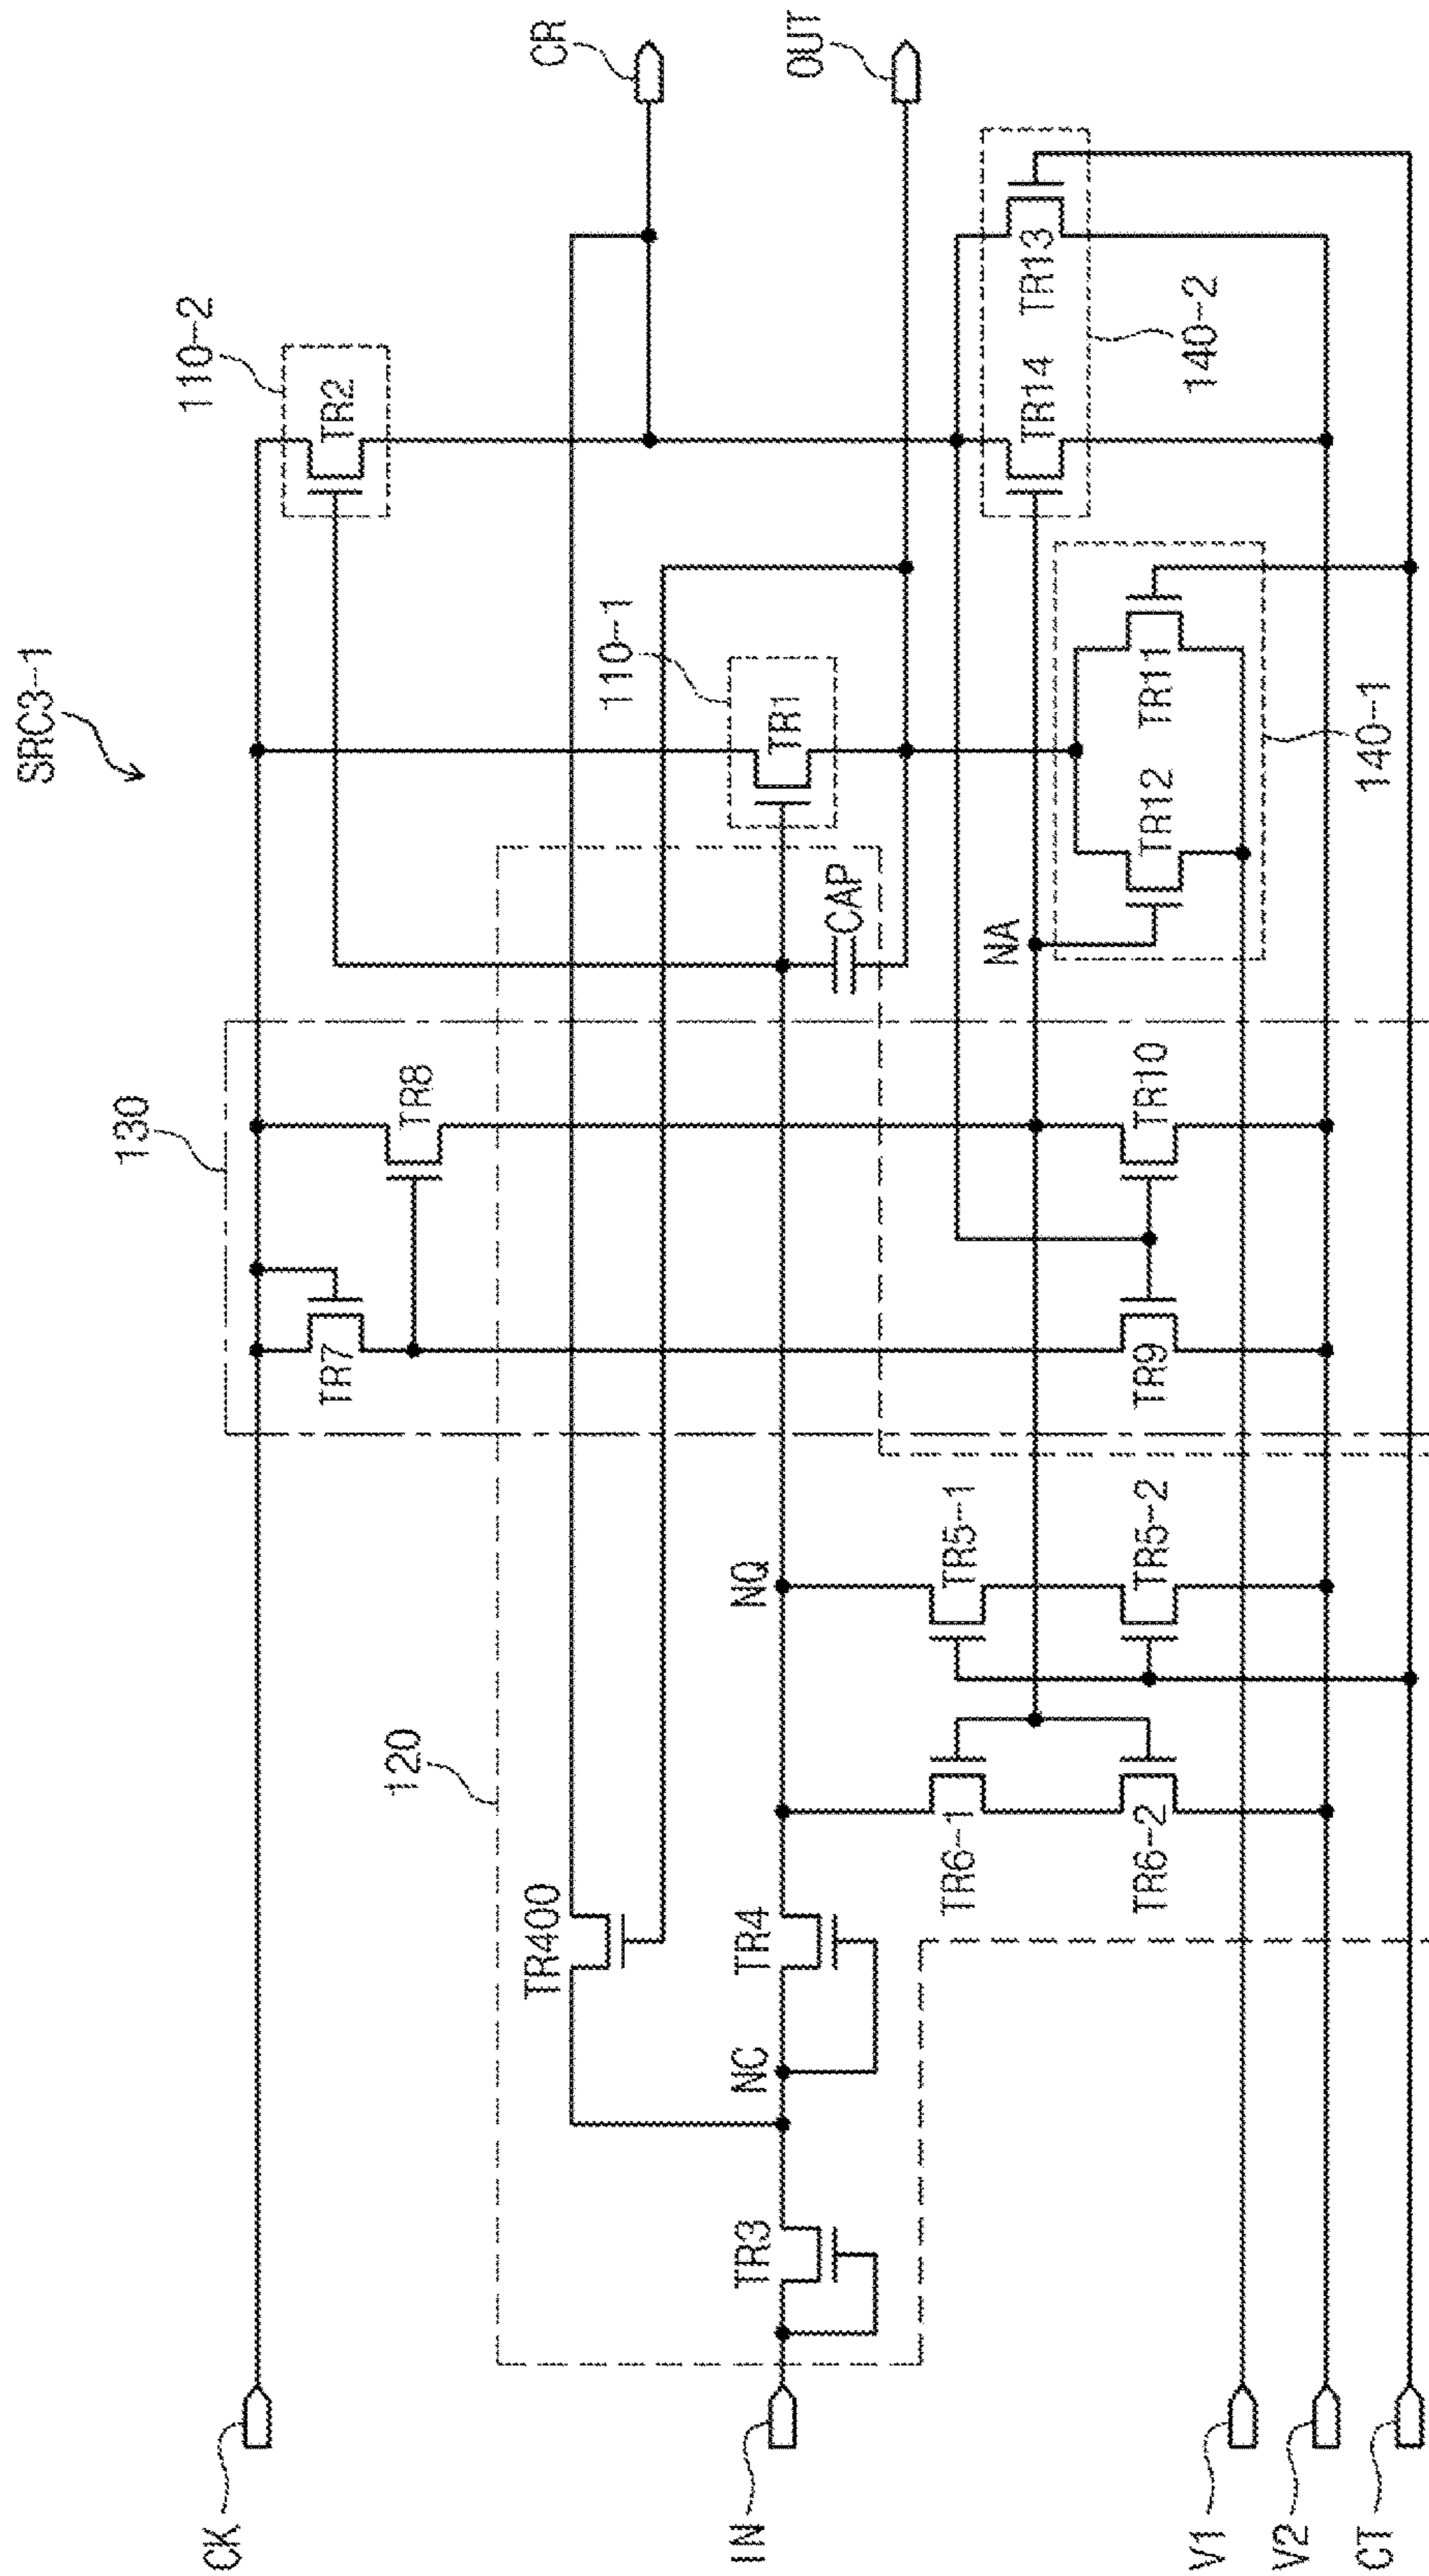 SRC3-1
CK
130
TR7
TR8
110-2
TR2
CR
120
TR400
110-1
TR1
OUT
IN
TR3
NC
TR4
NQ
CAP
TR6-1
TR5-1
NA
TR6-2
TR5-2
TR9
TR10
TR12
TR11
TR14
TR13
140-2
140-1
V1
V2
CT